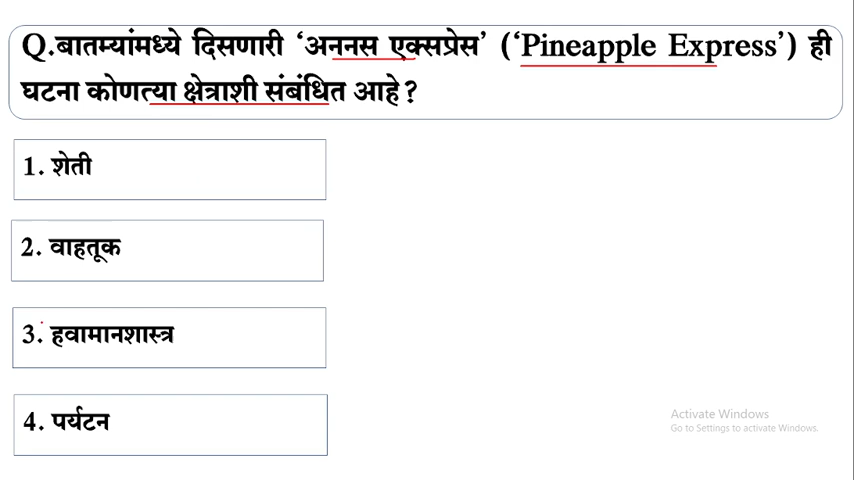 Q.बातम्यांमध्ये दिसणारी ‘अननस एक्सप्रेस’ (‘Pineapple Express’) ही
घटना कोणत्या क्षेत्राशी संबंधित आहे?
1. शेती
2. वाहतूक
3. हवामानशास्त्र
4. पर्यटन
Activate Windows
Go to Settings to activate Windows.